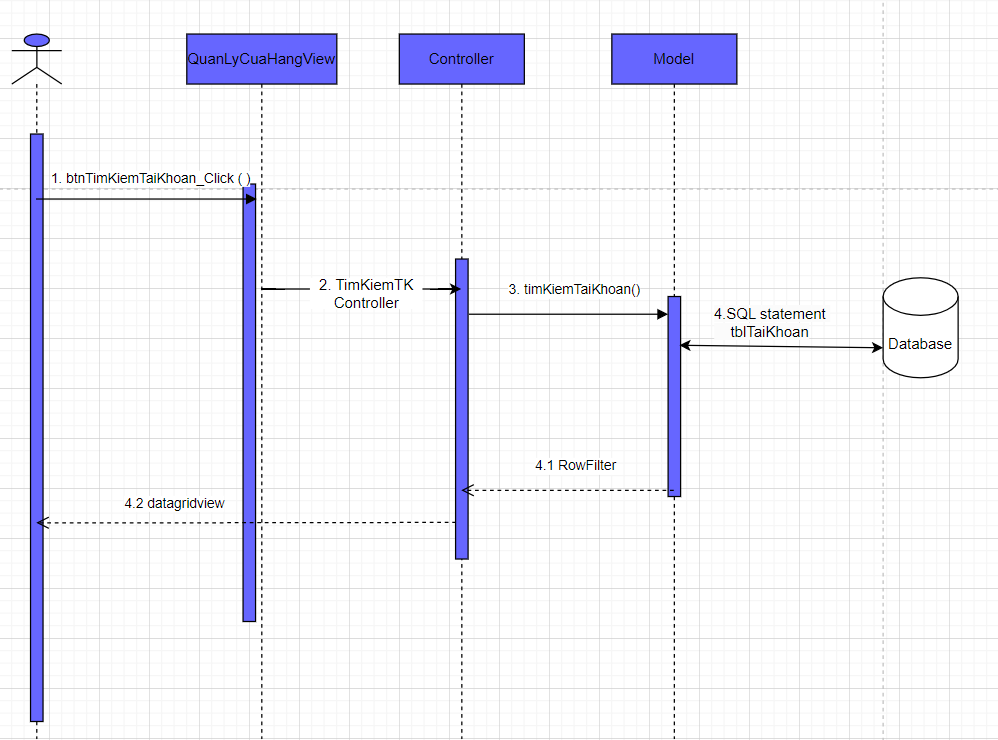 QuanLyCuaHangView
Controller
Model
1. btnTimKiemTaiKhoan_Click ( )
2. TimKiemTK
Controller
3. timKiemTaiKhoan()
4.SQL statement
tblTaiKhoan
Database
4.1 RowFilter
4.2 datagridview